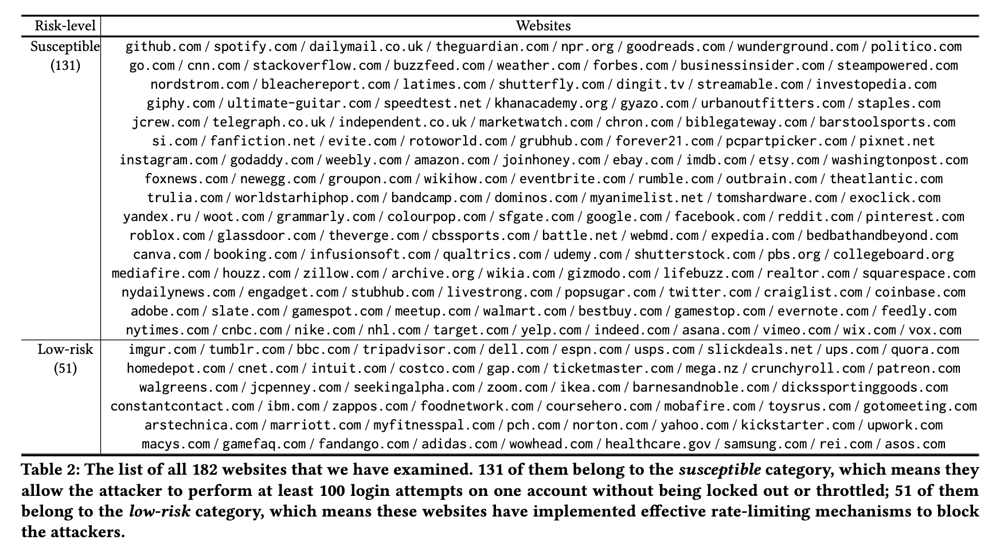 Risk-level Websites
Susceptible github.com / spotify.com / dailymail.co.uk / theguardian.com / npr.org / goodreads.com / wunderground.com / politico.com
(131) go.com / cnn.com / stackoverflow.com / buzzfeed.com / weather.com / forbes.com / businessinsider.com / steampowered.com
nordstrom.com / bleachereport.com / latimes.com / shutterfly.com / dingit.tv / streamable.com / investopedia.com
giphy.com / ultimate-guitar.com / speedtest.net / khanacademy.org / gyazo.com / urbanoutfitters.com / staples.com
jcrew.com / telegraph.co.uk / independent.co.uk / marketwatch.com / chron.com / biblegateway.com / barstoolsports.com
si.com / fanfiction.net / evite.com / rotoworld.com / grubhub.com / forever21.com / pcpartpicker.com / pixnet.net
instagram.com / godaddy.com / weebly.com / amazon.com / joinhoney.com / ebay.com / imdb.com / etsy.com / washingtonpost.com
foxnews.com / newegg.com / groupon.com / wikihow.com / eventbrite.com / rumble.com / outbrain.com / theatlantic.com
trulia.com / worldstarhiphop.com / bandcamp.com / dominos.com / myanimelist.net / tomshardware.com / exoclick.com
yandex.ru / woot.com / grammarly.com / colourpop.com / sfgate.com / google.com / facebook.com / reddit.com / pinterest.com
roblox.com / glassdoor.com / theverge.com / cbssports.com / battle.net / webmd.com / expedia.com / bedbathandbeyond.com
canva.com / booking.com / infusionsoft.com / qualtrics.com / udemy.com / shutterstock.com / pbs.org / collegeboard.org
mediafire.com / houzz.com / zillow.com / archive.org / wikia.com / gizmodo.com / lifebuzz.com / realtor.com / squarespace.com
nydailynews.com / engadget.com / stubhub.com / livestrong.com / popsugar.com / twitter.com / craiglist.com / coinbase.com
adobe.com / slate.com / gamespot.com / meetup.com / walmart.com / bestbuy.com / gamestop.com / evernote.com / feedly.com
nytimes.com / cnbc.com / nike.com / nhl.com / target.com / yelp.com / indeed.com / asana.com / vimeo.com / wix.com / vox.com
Low-risk imgur.com / tumblr.com / bbc.com / tripadvisor.com / dell.com / espn.com / usps.com / slickdeals.net / ups.com / quora.com
(51) homedepot.com / cnet.com / intuit.com / costco.com / gap.com / ticketmaster.com / mega.nz / crunchyroll.com / patreon.com
walgreens.com / jcpenney.com / seekingalpha.com / zoom.com / ikea.com / barnesandnoble.com / dickssportinggoods.com
constantcontact.com / ibm.com / zappos.com / foodnetwork.com / coursehero.com / mobafire.com / toysrus.com / gotomeeting.com
arstechnica.com / marriott.com / myfitnesspal.com / pch.com / norton.com / yahoo.com / kickstarter.com / upwork.com
macys.com / gamefaq.com / fandango.com / adidas.com / wowhead.com / healthcare.gov / samsung.com / rei.com / asos.com
Table 2: The list of all 182 websites that we have examined. 131 of them belong to the susceptible category, which means they
allow the attacker to perform at least 100 login attempts on one account without being locked out or throttled; 51 of them
belong to the low-risk category, which means these websites have implemented effective rate-limiting mechanisms to block
the attackers.